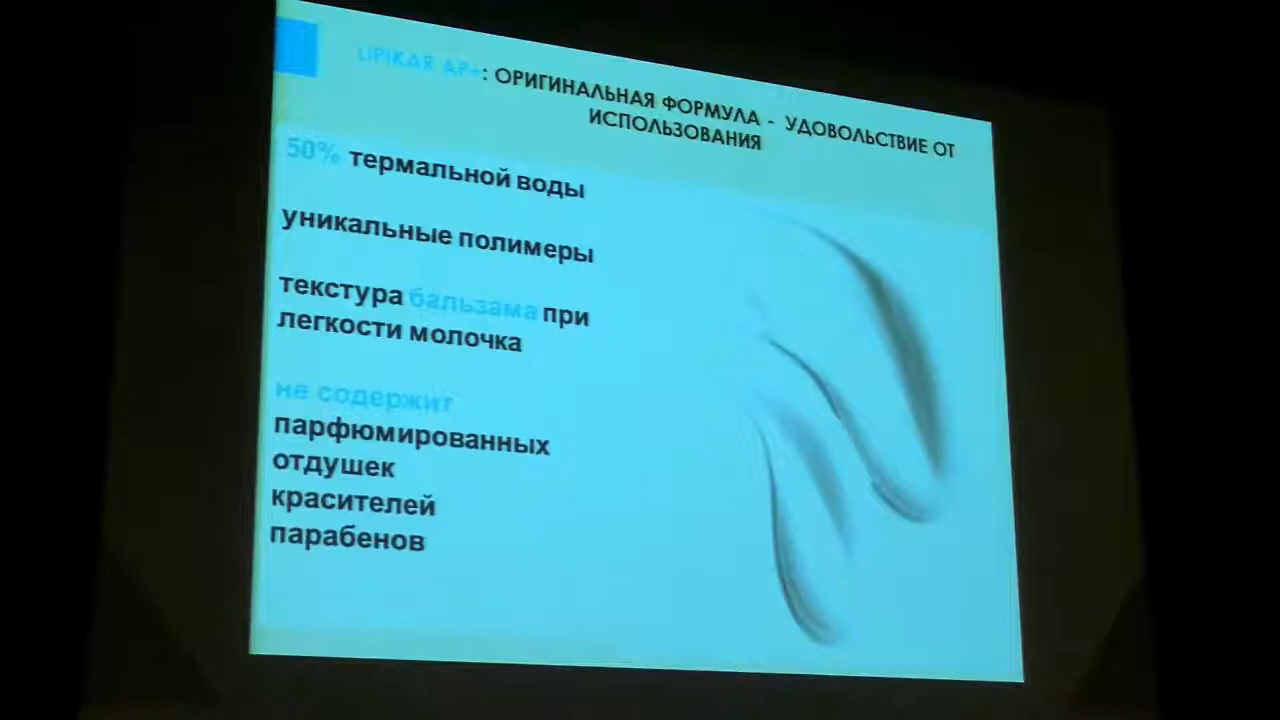 LIPIKAR AP+: ОРИГИНАЛЬНАЯ ФОРМУЛА - УДОВОЛЬСТВИЕ ОТ
ИСПОЛЬЗОВАНИЯ
50% термальной воды
уникальные полимеры
текстура бальзама при
легкости молочка
не содержит
парфюмированных
отдушек
красителей
парабенов